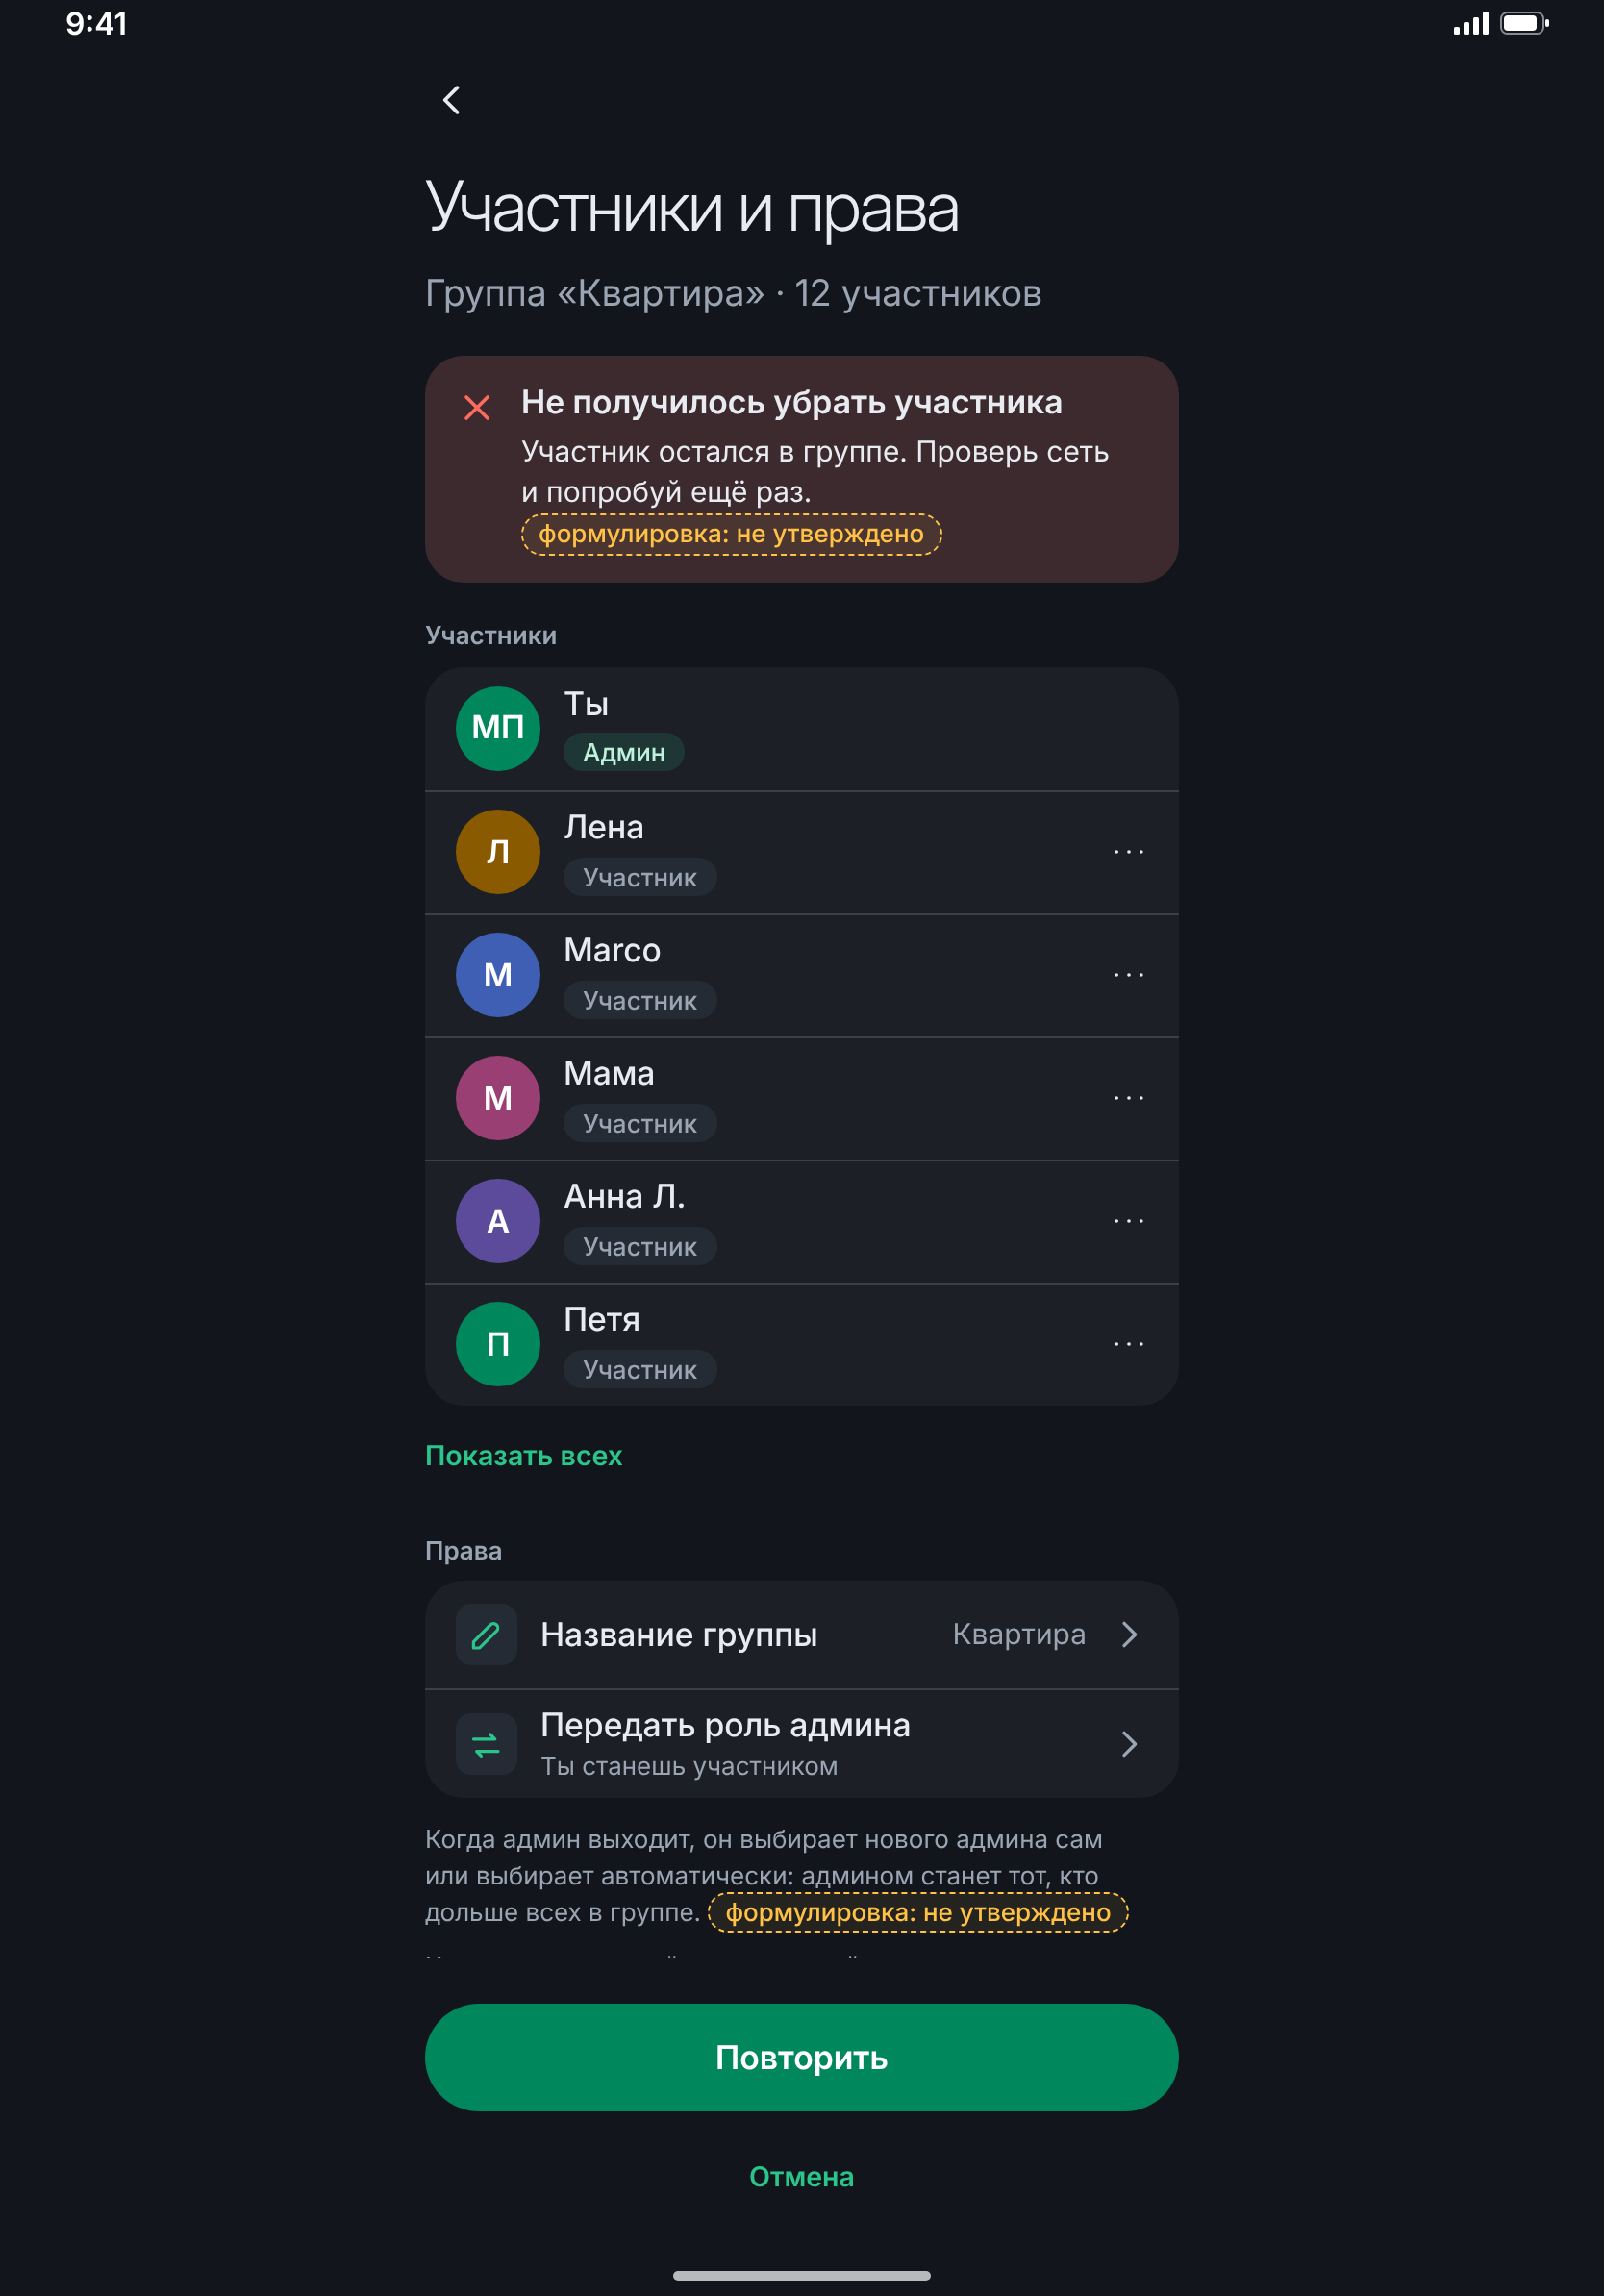 9:41
Участники и права
Группа «Квартира» · 12 участников
Не получилось убрать участника
Участник остался в группе. Проверь сеть
и попробуй ещё раз.
формулировка: не утверждено
Участники
МП
Ты
Админ
Л
Лена
Участник
M
Marco
Участник
М
Мама
Участник
А
Анна Л.
Участник
П
Петя
Участник
Показать всех
Права
Название группы
Квартира
Передать роль админа
Ты станешь участником
Когда админ выходит, он выбирает нового админа сам
или выбирает автоматически: админом станет тот, кто
дольше всех в группе. формулировка: не утверждено
Повторить
Отмена